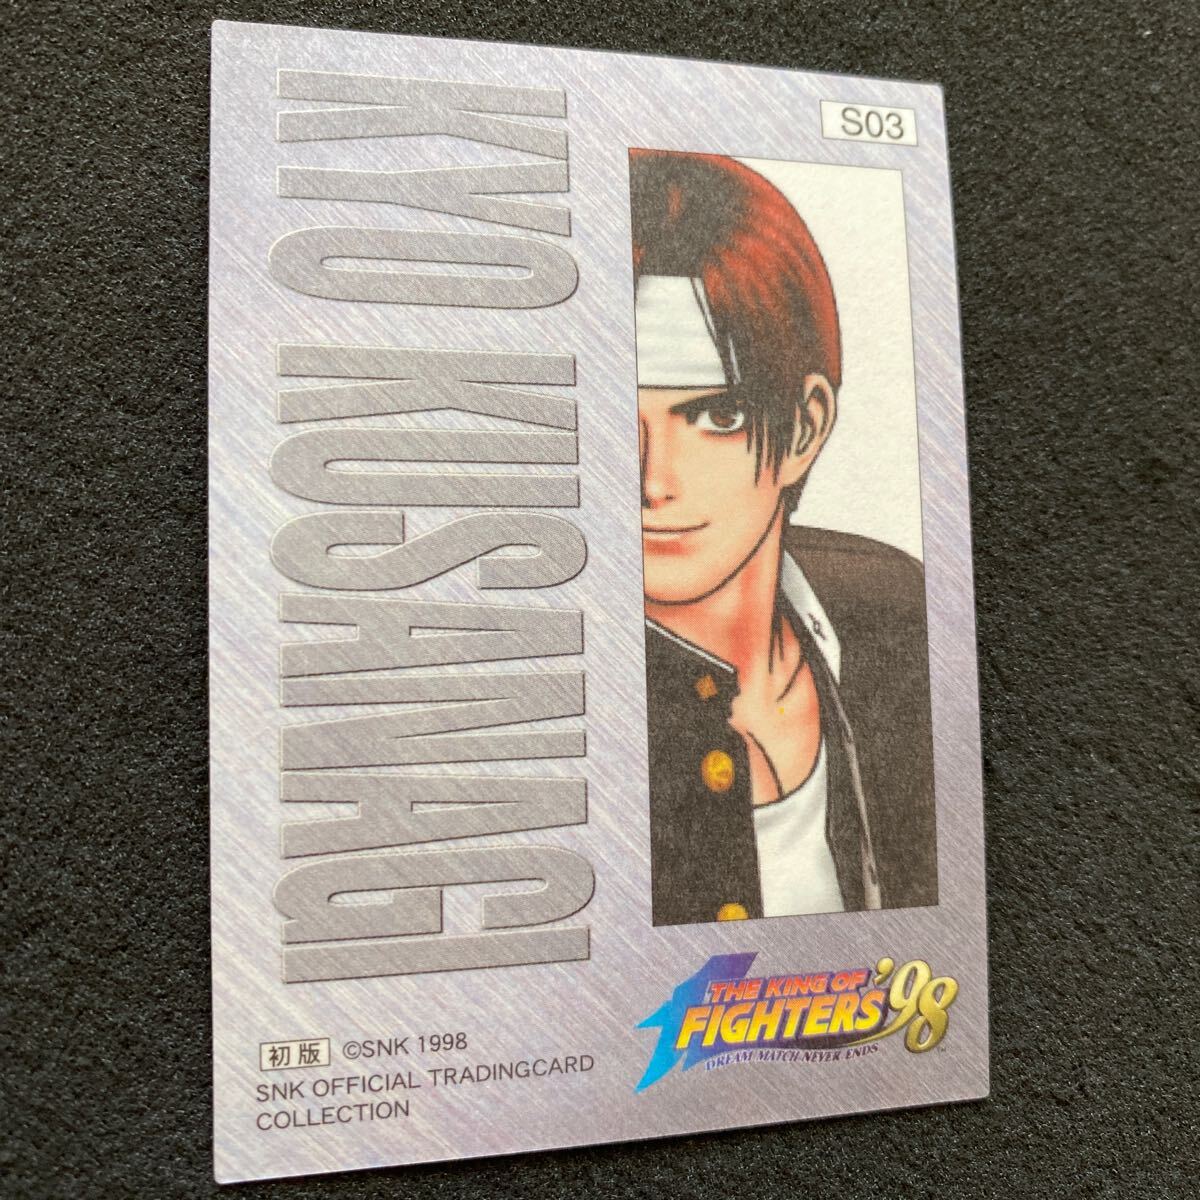 S03
KYO KUSANAGI
THE KING OF
FIGHTERS '98
DREAM MATCH NEVER ENDS
TM
初版 ©SNK 1998
SNK OFFICIAL TRADINGCARD
COLLECTION